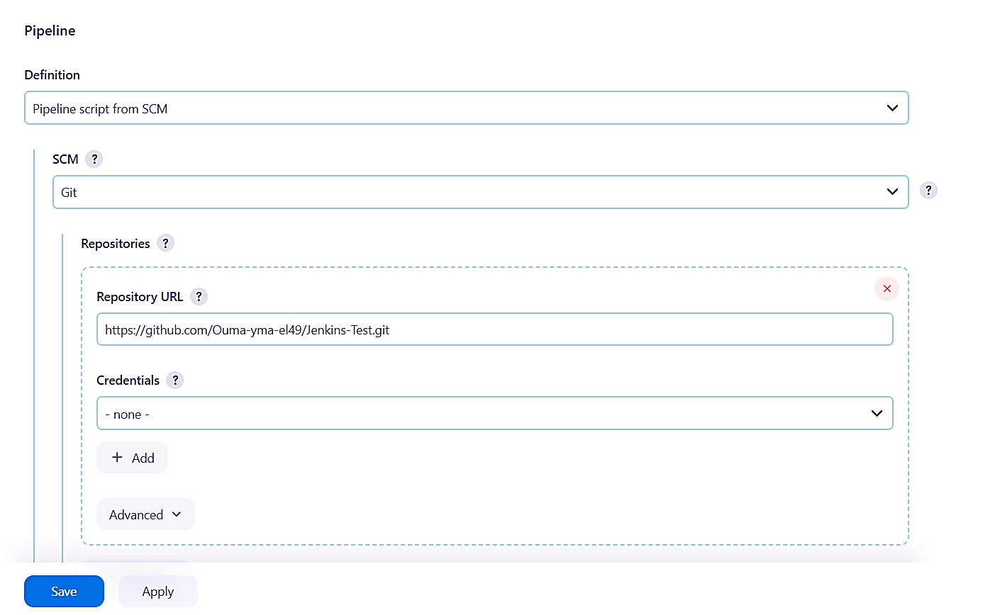 Pipeline
Definition
Pipeline script from SCM
SCM ?
Git
?
Repositories ?
Repository URL ?
https://github.com/Ouma-yma-el49/Jenkins-Test.git
Credentials ?
- none -
+ Add
Advanced
Save Apply